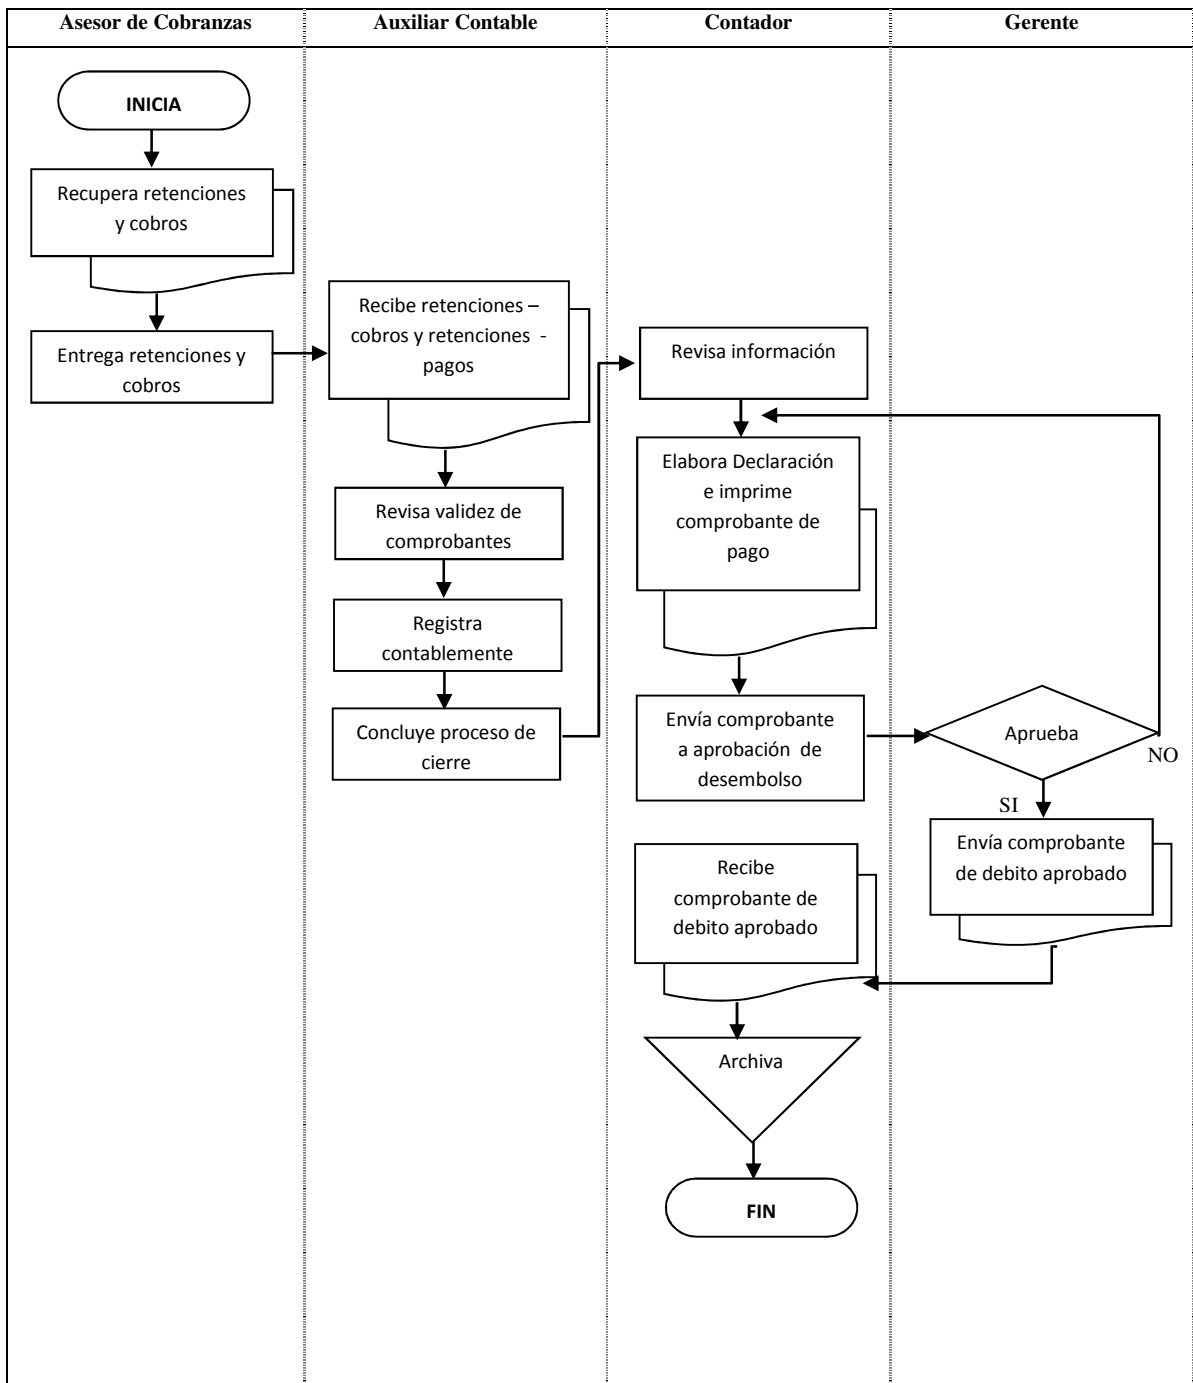 Asesor de Cobranzas
Auxiliar Contable
Contador
Gerente
INICIA
Recupera retenciones
y cobros
Entrega retenciones y
cobros
Recibe retenciones –
cobros y retenciones -
pagos
Revisa validez de
comprobantes
Registra
contablemente
Concluye proceso de
cierre
Revisa información
Elabora Declaración
e imprime
comprobante de
pago
Envía comprobante
a aprobación de
desembolso
Aprueba
NO
SI
Envía comprobante
de debito aprobado
Recibe
comprobante de
debito aprobado
Archiva
FIN